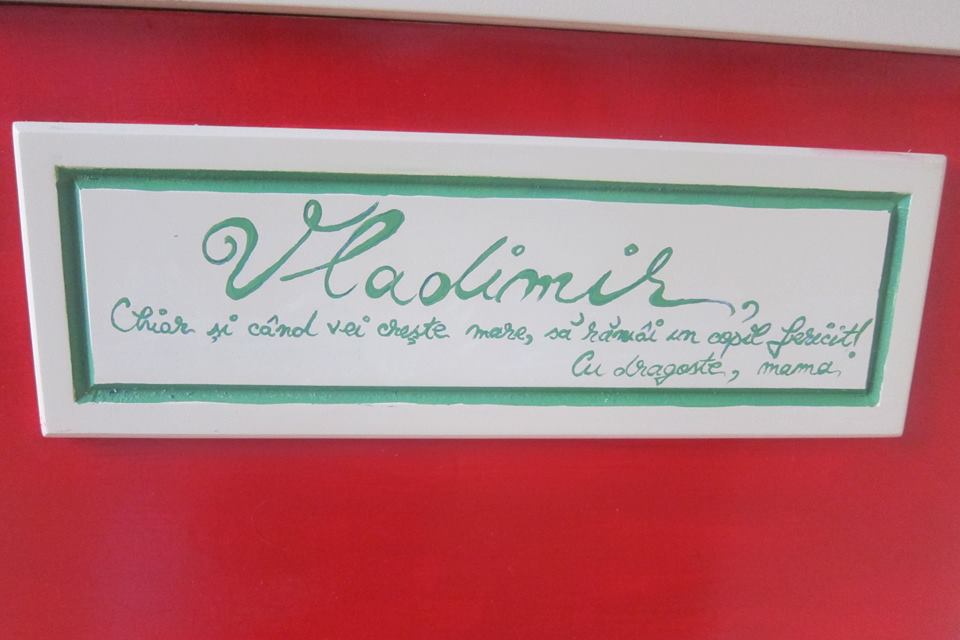 Vladimir,
Chiar și când vei crește mare, să rămâi un copil fericit!
Cu dragoste, mama